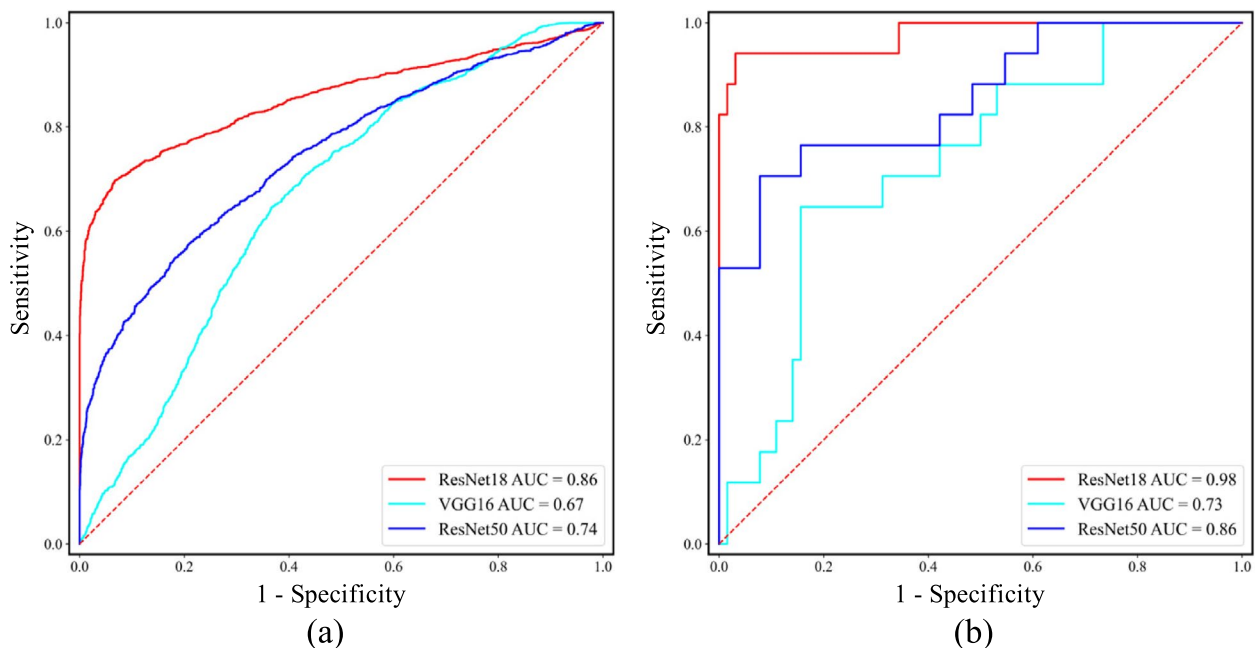 1.0
0.8
0.6
0.4
0.2
0.0
Sensitivity
ResNet18 AUC = 0.86
VGG16 AUC = 0.67
ResNet50 AUC = 0.74
0.0 0.2 0.4 0.6 0.8 1.0
1 - Specificity
(a)
1.0
0.8
0.6
0.4
0.2
0.0
Sensitivity
ResNet18 AUC = 0.98
VGG16 AUC = 0.73
ResNet50 AUC = 0.86
0.0 0.2 0.4 0.6 0.8 1.0
1 - Specificity
(b)